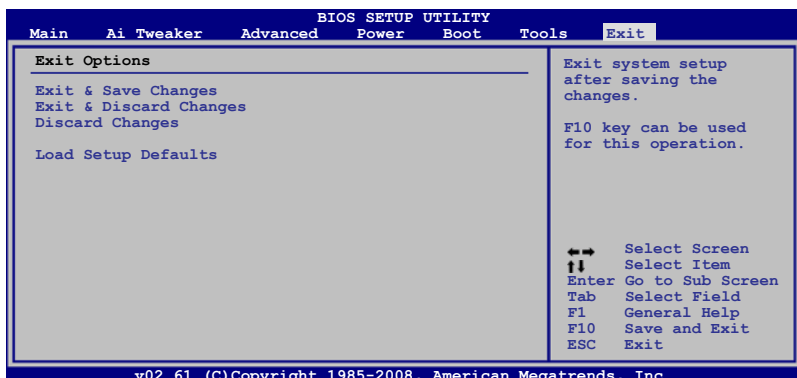 BIOS SETUP UTILITY
Main Ai Tweaker Advanced Power Boot Tools Exit
Exit Options
Exit & Save Changes
Exit & Discard Changes
Discard Changes
Load Setup Defaults
Exit system setup
after saving the
changes.
F10 key can be used
for this operation.
←→ Select Screen
↑↓ Select Item
Enter Go to Sub Screen
Tab Select Field
F1 General Help
F10 Save and Exit
ESC Exit
v02.61 (C)Copyright 1985-2008, American Megatrends, Inc.